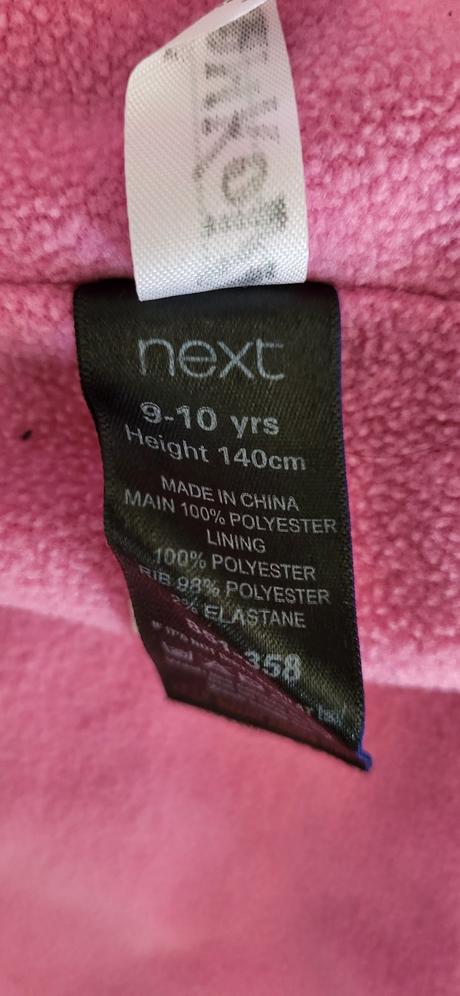 next
9-10 yrs
Height 140cm
MADE IN CHINA
MAIN 100% POLYESTER
LINING
100% POLYESTER
RIB 98% POLYESTER
2% ELASTANE
358